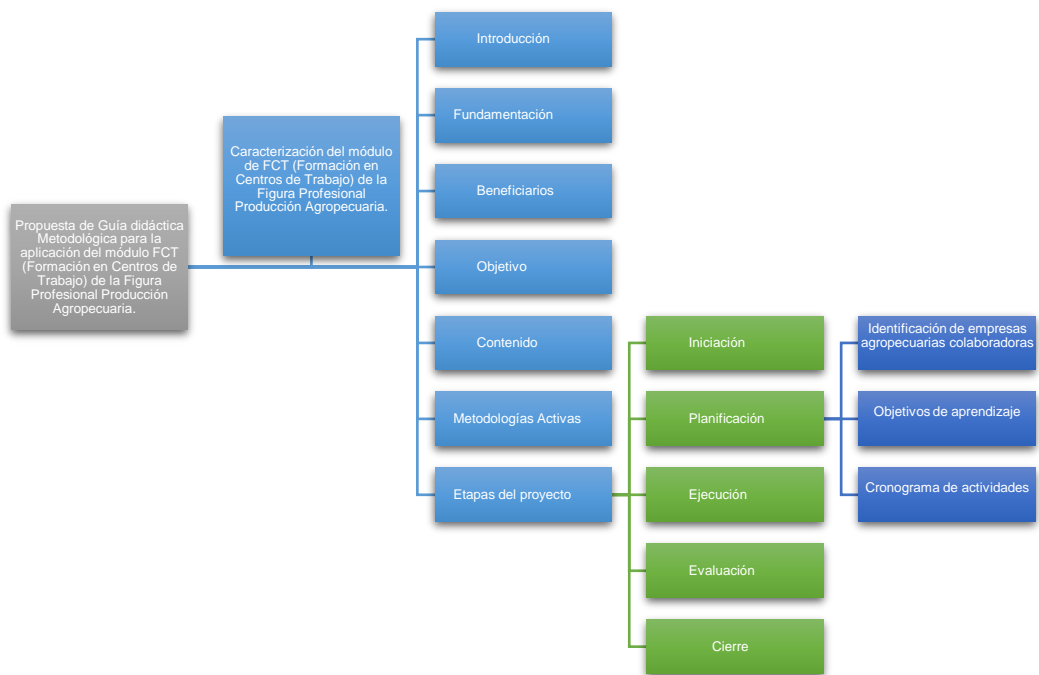 Propuesta de Guía didáctica
Metodológica para la
aplicación del módulo FCT
(Formación en Centros de
Trabajo) de la Figura
Profesional Producción
Agropecuaria.
Caracterización del módulo
de FCT (Formación en
Centros de Trabajo) de la
Figura Profesional
Producción Agropecuaria.
Introducción
Fundamentación
Beneficiarios
Objetivo
Contenido
Metodologías Activas
Etapas del proyecto
Iniciación
Planificación
Ejecución
Evaluación
Cierre
Identificación de empresas
agropecuarias colaboradoras
Objetivos de aprendizaje
Cronograma de actividades